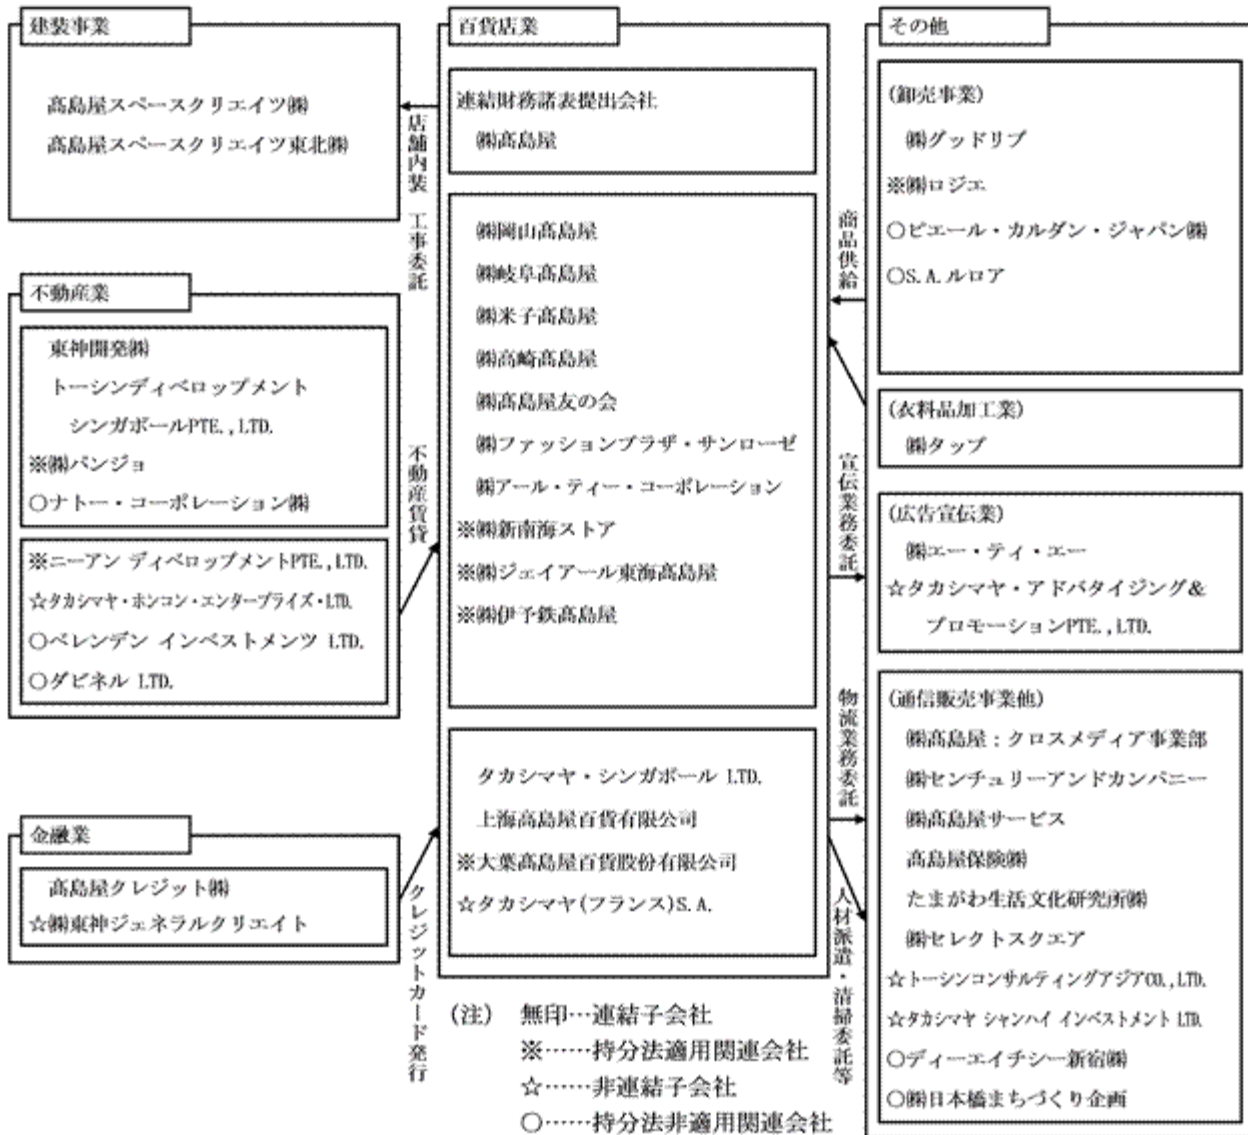 建装事業
髙島屋スペースクリエイツ㈱
髙島屋スペースクリエイツ東北㈱
不動産業
東神開発㈱
トーシンディベロップメント
シンガポールPTE.,LTD.
※㈱パンジョ
○ナトー・コーポレーション㈱
※ニーアン ディベロップメントPTE.,LTD.
☆タカシマヤ・ホンコン・エンタープライズ・LTD.
○ベレンデン インベストメンツ LTD.
○ダビネル LTD.
金融業
髙島屋クレジット㈱
☆㈱東神ジェネラルクリエイト
店舗内装工事委託
不動産賃貸
クレジットカード発行
百貨店業
連結財務諸表提出会社
㈱髙島屋
㈱岡山髙島屋
㈱岐阜髙島屋
㈱米子髙島屋
㈱高崎髙島屋
㈱髙島屋友の会
㈱ファッションプラザ・サンローゼ
㈱アール・ティー・コーポレーション
※㈱新南海ストア
※㈱ジェイアール東海髙島屋
※㈱伊予鉄髙島屋
タカシマヤ・シンガポール LTD.
上海高島屋百貨有限公司
※大葉髙島屋百貨股份有限公司
☆タカシマヤ(フランス)S.A.
商品供給
宣伝業務委託
物流業務委託
人材派遣・清掃委託等
その他
(卸売事業)
㈱グッドリブ
※㈱ロジエ
○ピエール・カルダン・ジャパン㈱
○S.A.ルロア
(衣料品加工業)
㈱タップ
(広告宣伝業)
㈱エー・ティ・エー
☆タカシマヤ・アドバタイジング&
プロモーションPTE.,LTD.
(通信販売事業他)
㈱髙島屋：クロスメディア事業部
㈱センチュリーアンドカンパニー
㈱髙島屋サービス
髙島屋保険㈱
たまがわ生活文化研究所㈱
㈱セレクトスクエア
☆トーシンコンサルティングアジアCO.,LTD.
☆タカシマヤ シャンハイ インベストメント LTD.
○ディーエイチシー新宿㈱
○㈱日本橋まちづくり企画
(注) 無印…連結子会社
※……持分法適用関連会社
☆……非連結子会社
○……持分法非適用関連会社